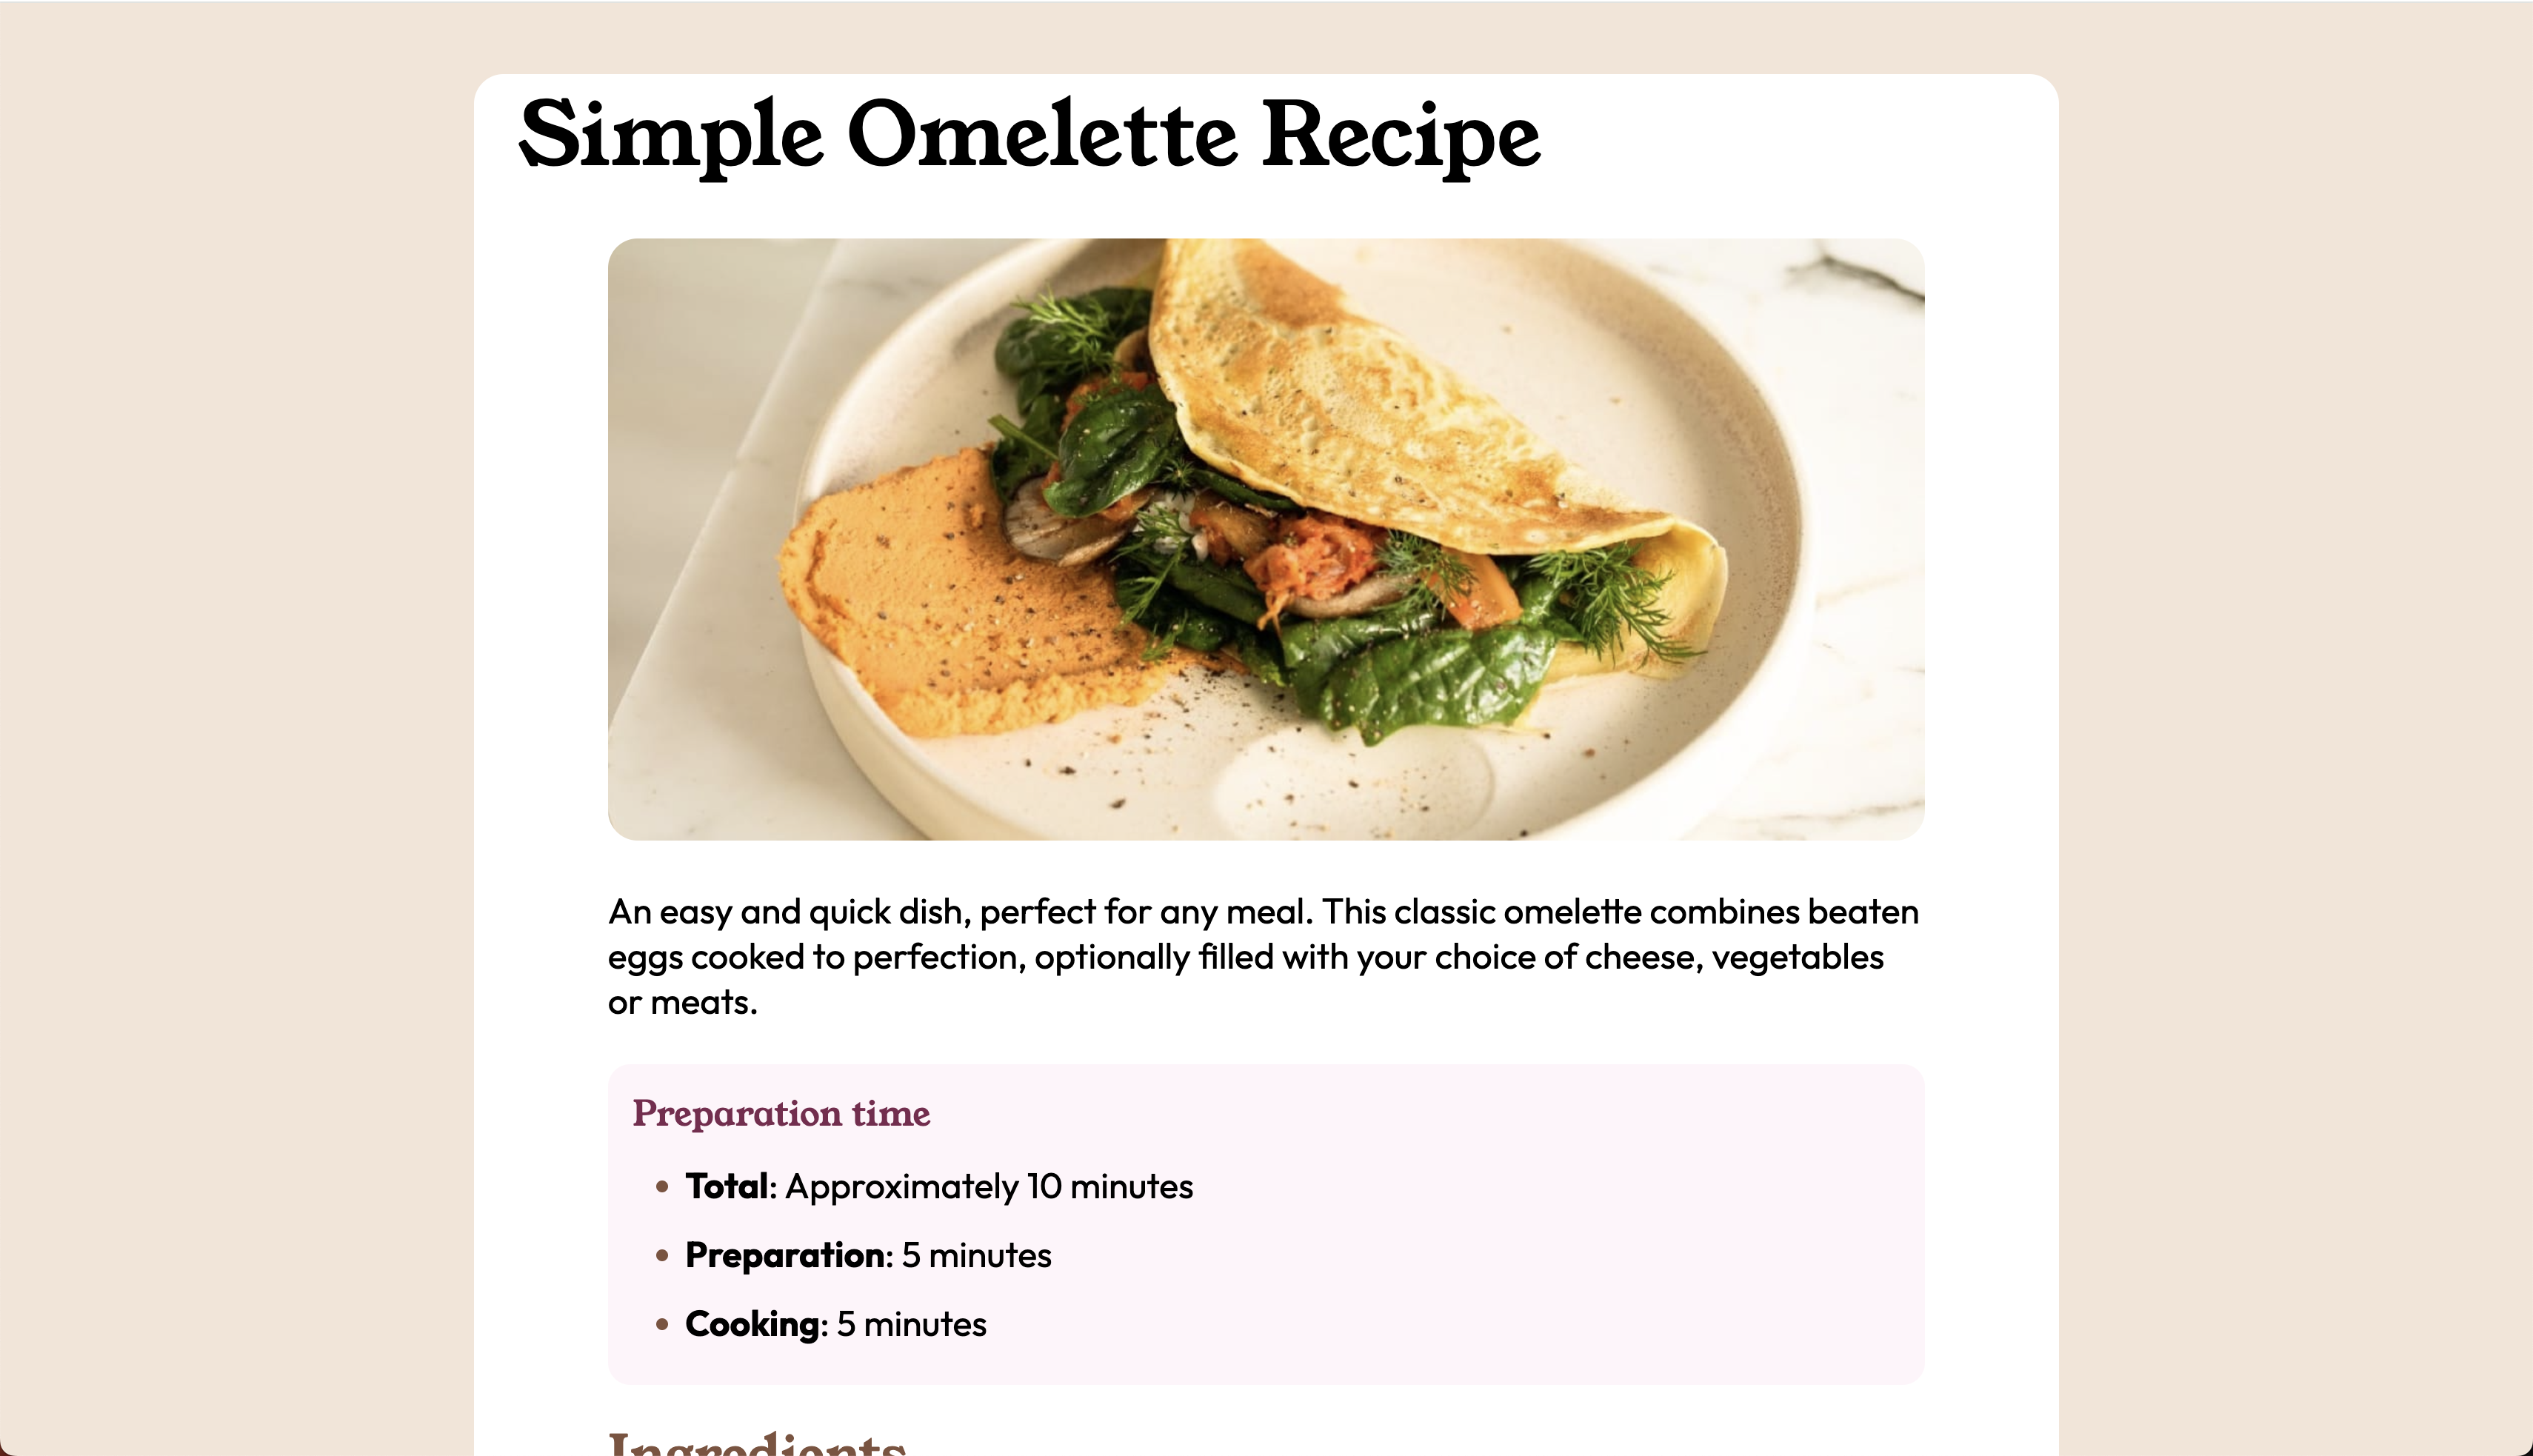 Simple Omelette Recipe
An easy and quick dish, perfect for any meal. This classic omelette combines beaten
eggs cooked to perfection, optionally filled with your choice of cheese, vegetables
or meats.
Preparation time
Total: Approximately 10 minutes
Preparation: 5 minutes
Cooking: 5 minutes
Ingredients